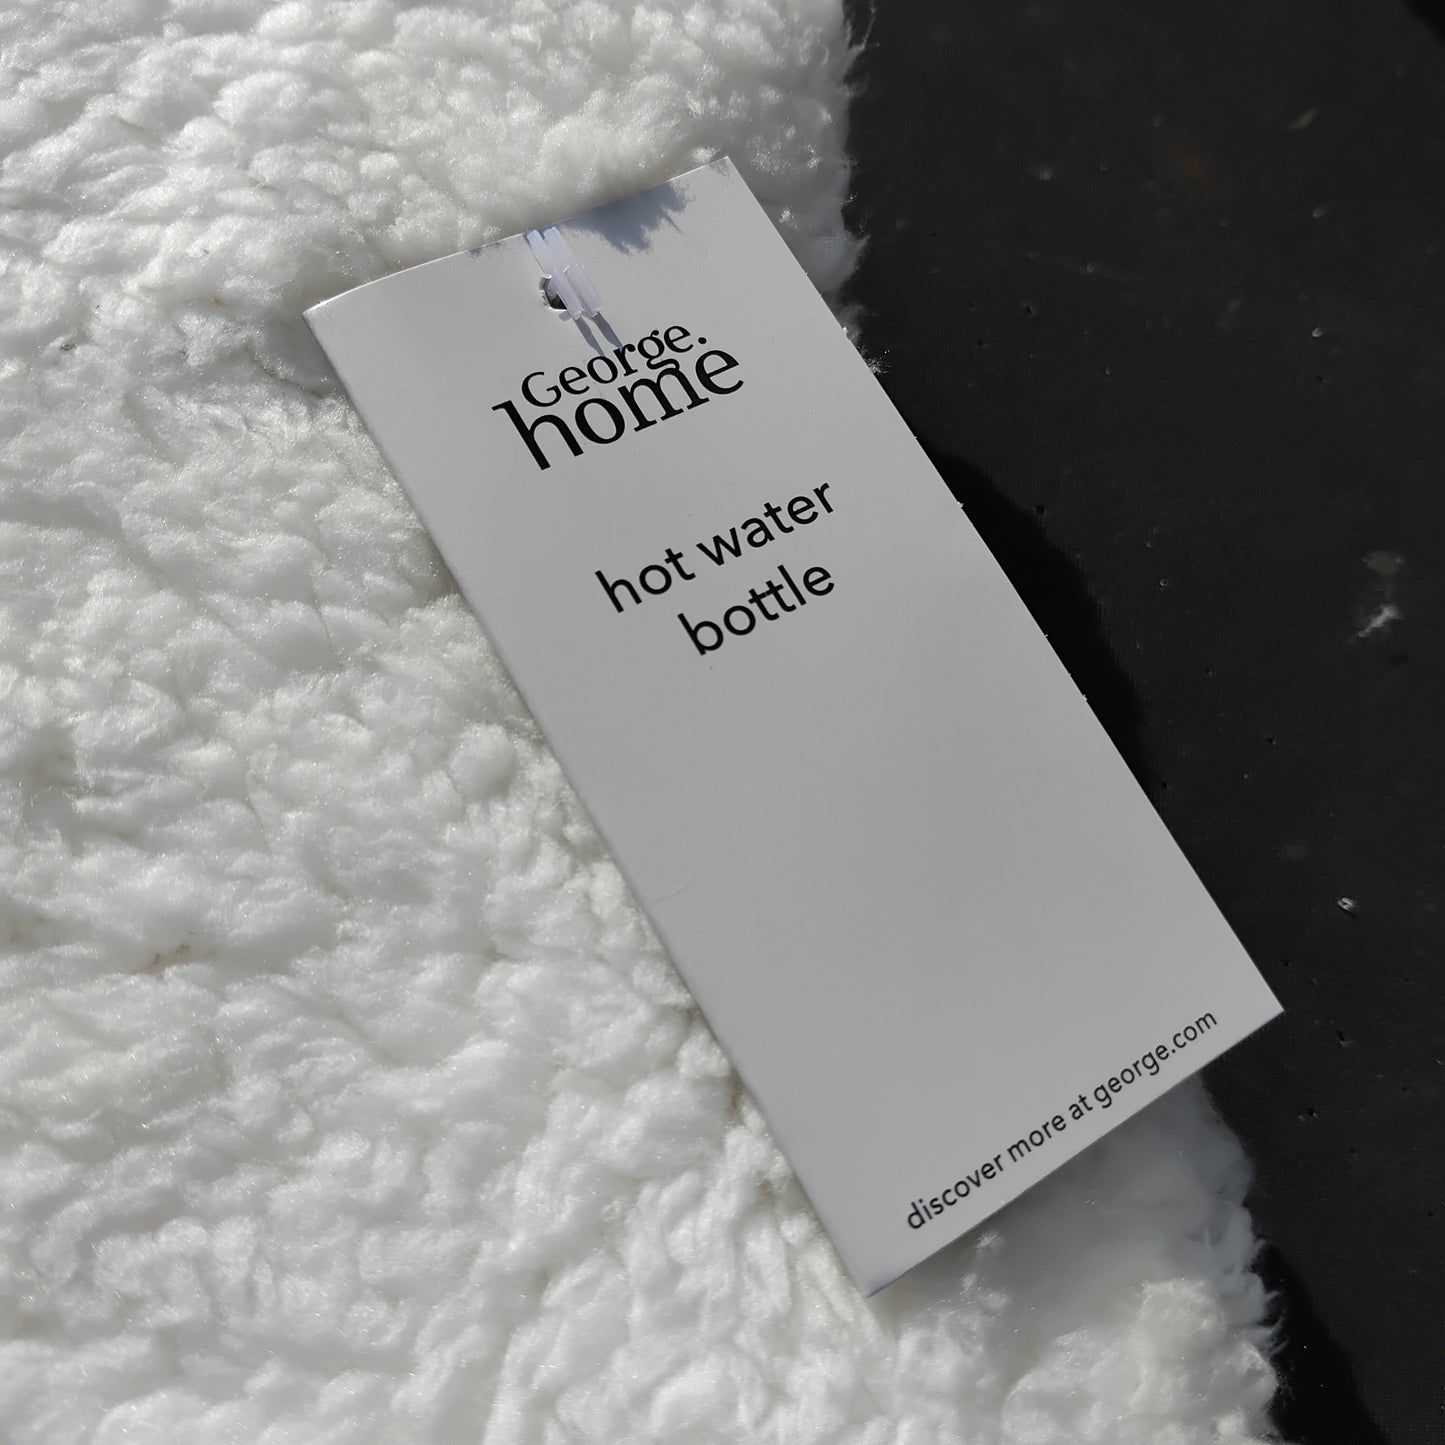 George.
home
hot water
bottle
discover more at george.com